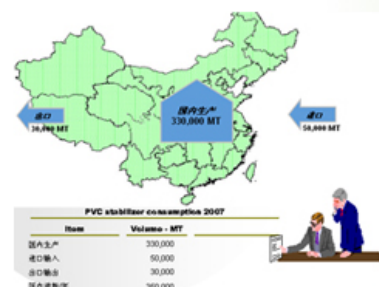 国内生产
330,000 MT
出口
30,000 MT
进口
50,000 MT
PVC stabilizer consumption 2007
Item Volume - MT
国内生产 330,000
进口输入 50,000
出口输出 30,000